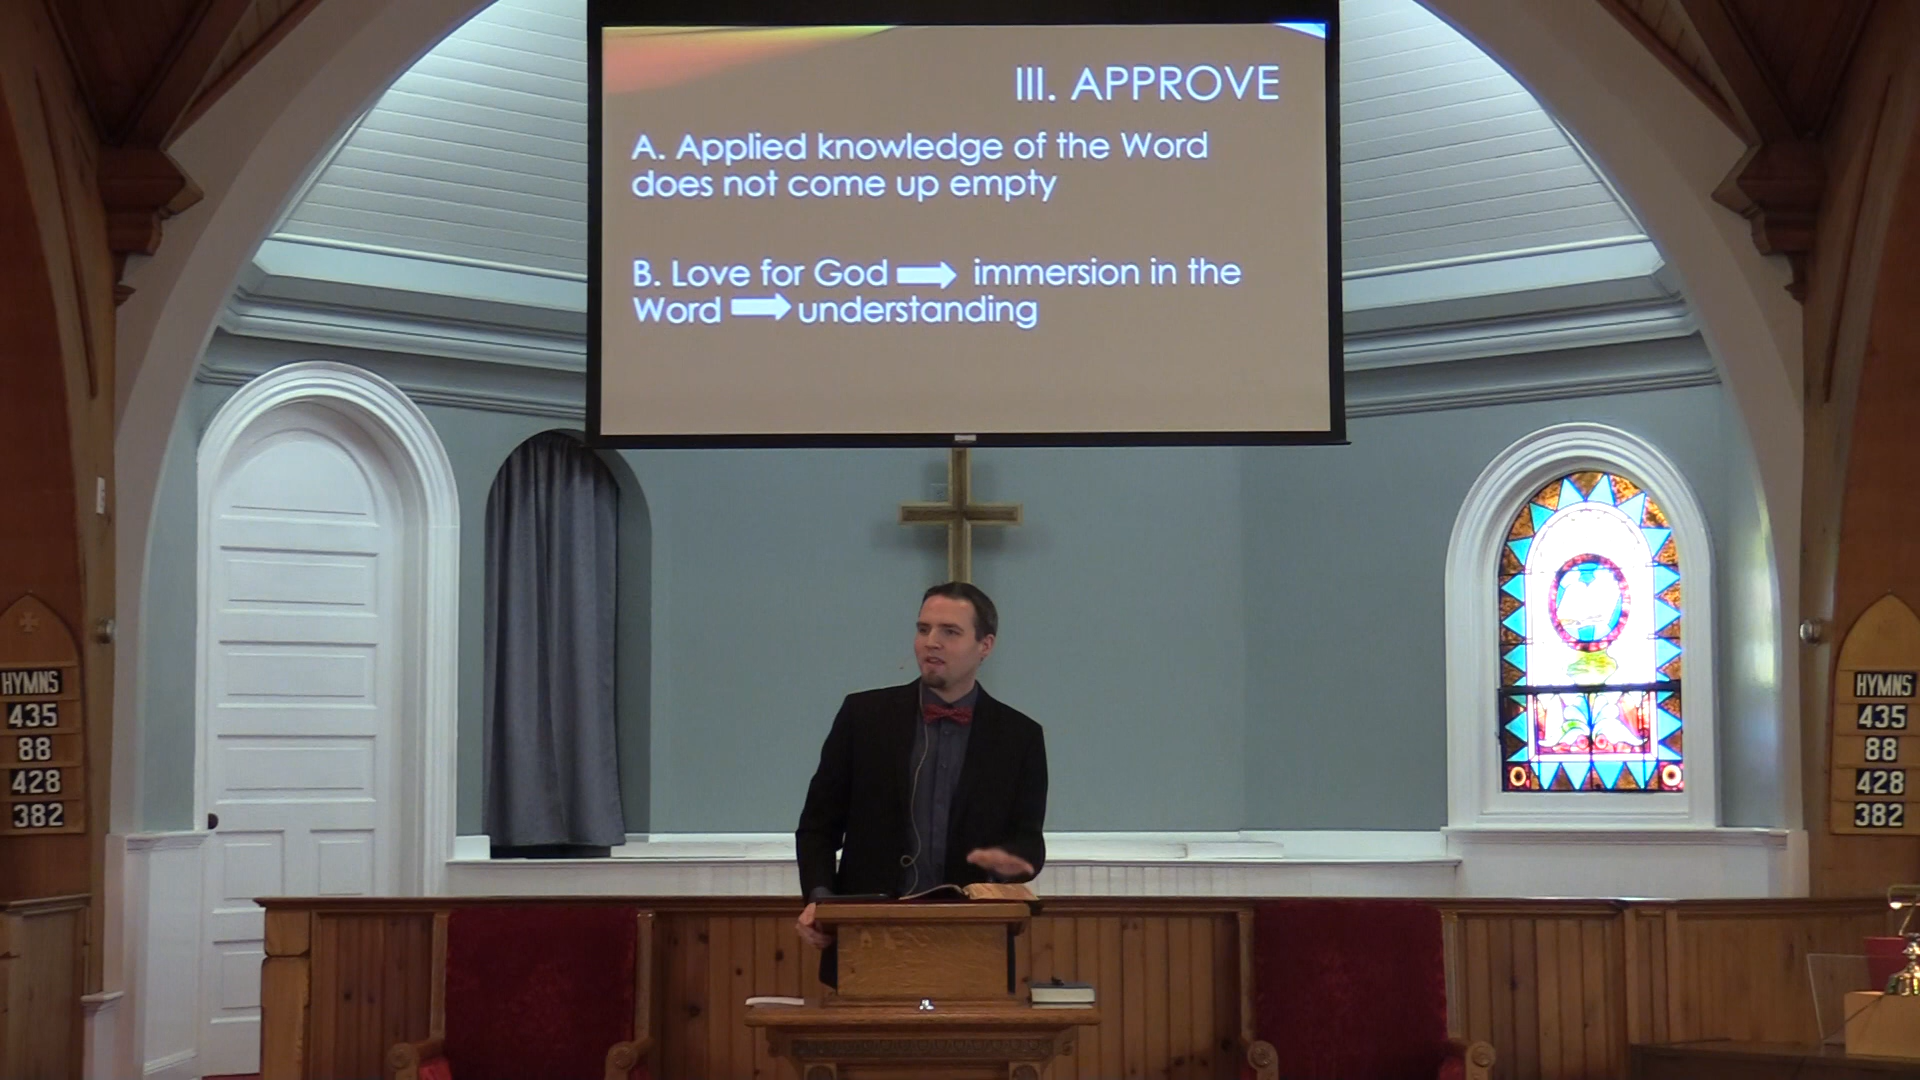 III. APPROVE
A. Applied knowledge of the Word
does not come up empty
B. Love for God ➡ immersion in the
Word ➡ understanding
HYMNS
435
88
428
382
HYMNS
435
88
428
382